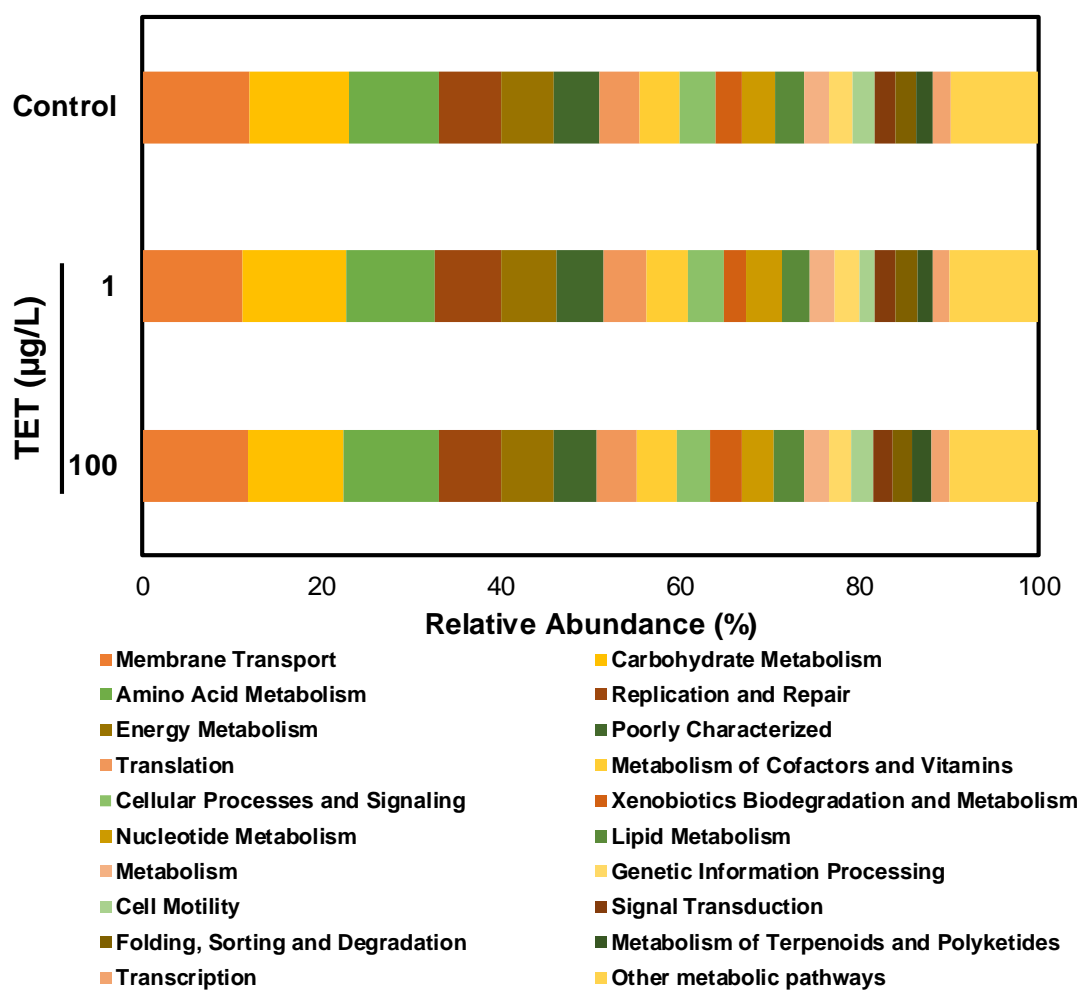 Control
1
TET (µg/L)
100
0 20 40 60 80 100
Relative Abundance (%)
Membrane Transport
Carbohydrate Metabolism
Amino Acid Metabolism
Replication and Repair
Energy Metabolism
Poorly Characterized
Translation
Metabolism of Cofactors and Vitamins
Cellular Processes and Signaling
Xenobiotics Biodegradation and Metabolism
Nucleotide Metabolism
Lipid Metabolism
Metabolism
Genetic Information Processing
Cell Motility
Signal Transduction
Folding, Sorting and Degradation
Metabolism of Terpenoids and Polyketides
Transcription
Other metabolic pathways